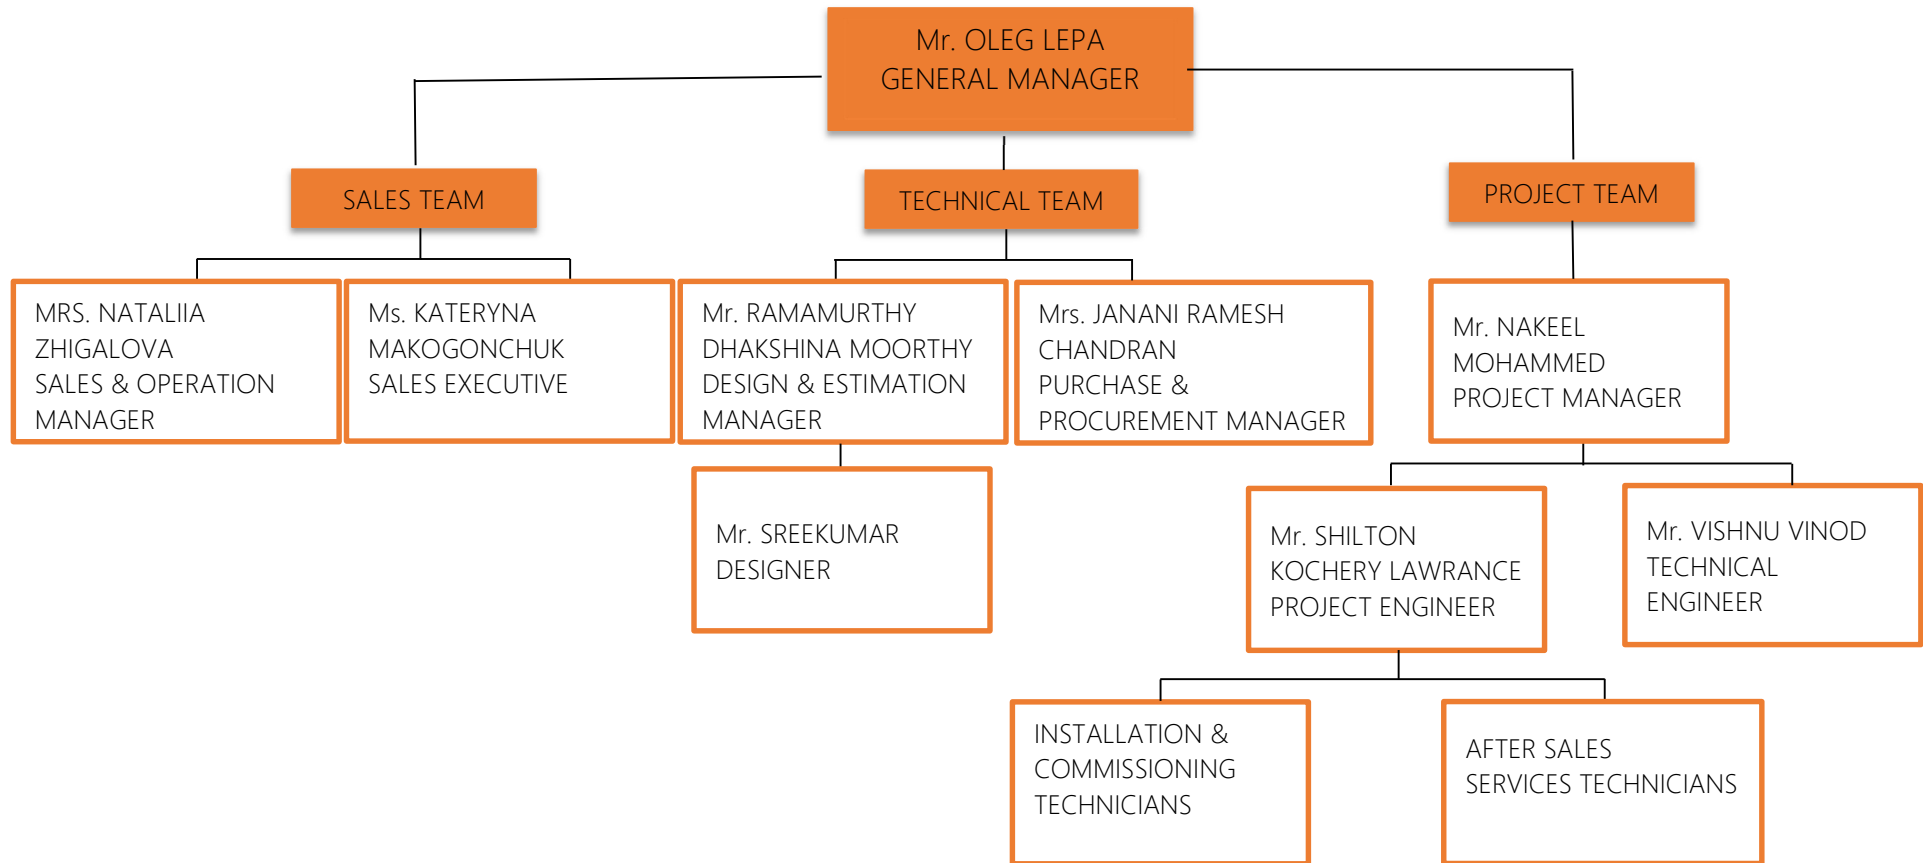 Mr. OLEG LEPA
GENERAL MANAGER
SALES TEAM
TECHNICAL TEAM
PROJECT TEAM
MRS. NATALIIA
ZHIGALOVA
SALES & OPERATION
MANAGER
Ms. KATERYNA
MAKOGONCHUK
SALES EXECUTIVE
Mr. RAMAMURTHY
DHAKSHINA MOORTHY
DESIGN & ESTIMATION
MANAGER
Mrs. JANANI RAMESH
CHANDRAN
PURCHASE &
PROCUREMENT MANAGER
Mr. NAKEEL
MOHAMMED
PROJECT MANAGER
Mr. SREEKUMAR
DESIGNER
Mr. SHILTON
KOCHERY LAWRANCE
PROJECT ENGINEER
Mr. VISHNU VINOD
TECHNICAL
ENGINEER
INSTALLATION &
COMMISSIONING
TECHNICIANS
AFTER SALES
SERVICES TECHNICIANS